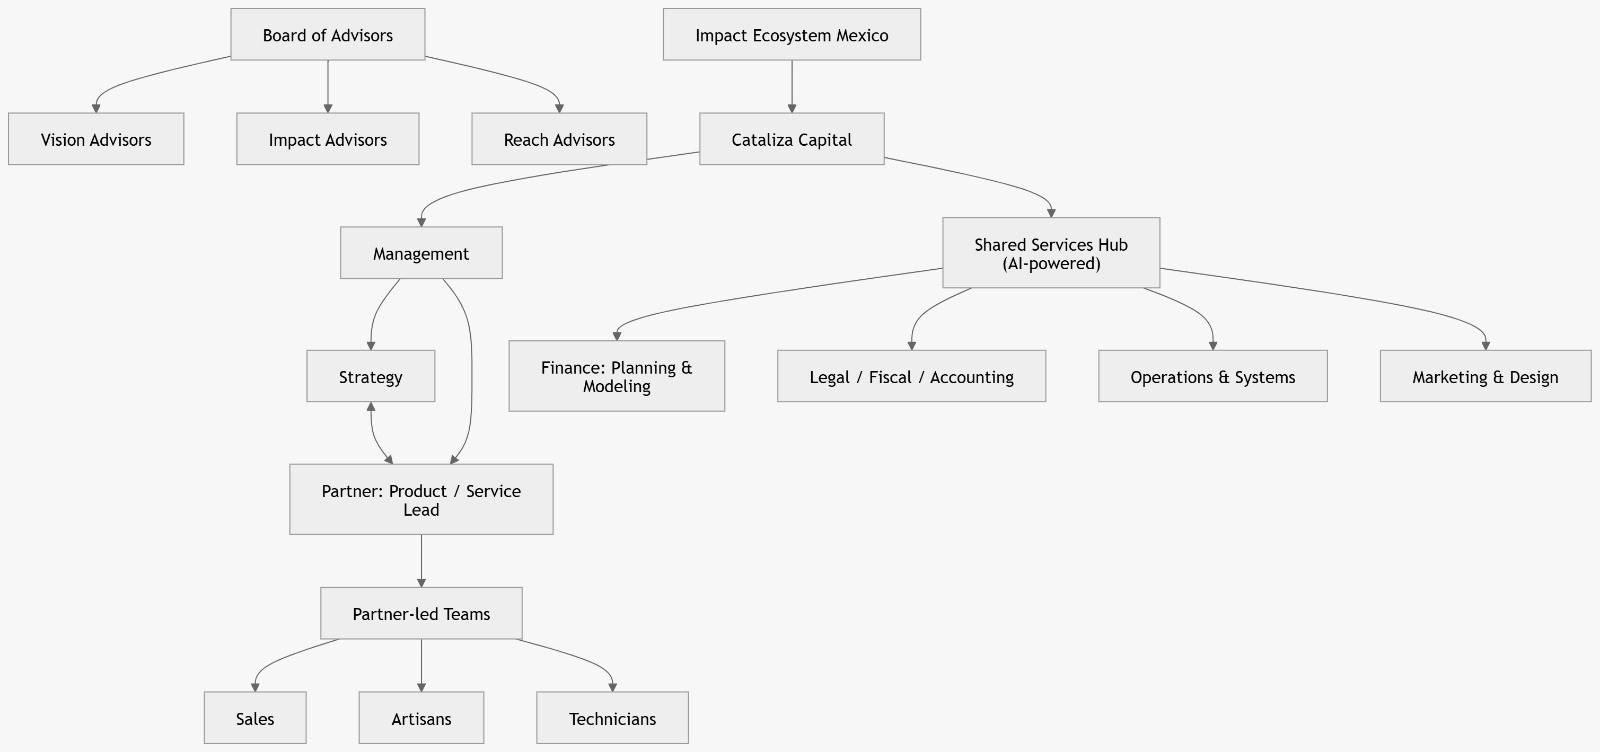 Board of Advisors
Impact Ecosystem Mexico
Vision Advisors
Impact Advisors
Reach Advisors
Cataliza Capital
Management
Shared Services Hub
(AI-powered)
Strategy
Finance: Planning &
Modeling
Legal / Fiscal / Accounting
Operations & Systems
Marketing & Design
Partner: Product / Service
Lead
Partner-led Teams
Sales
Artisans
Technicians